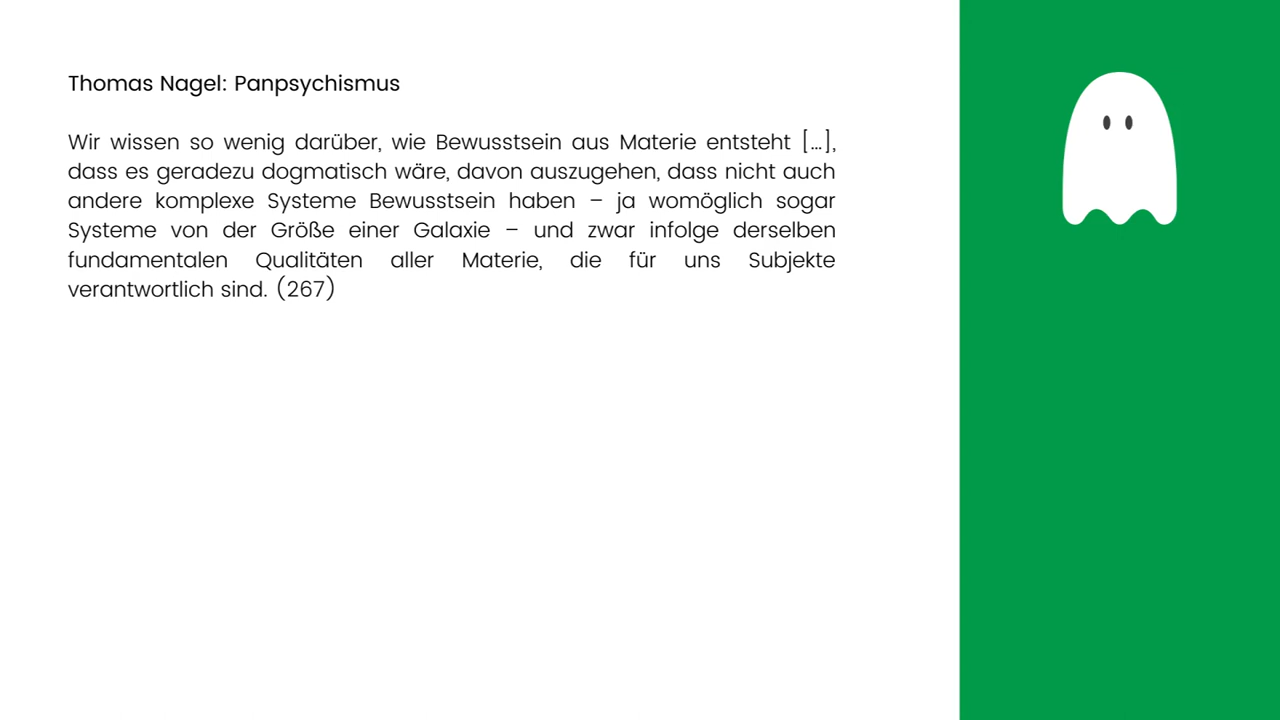 Thomas Nagel: Panpsychismus
Wir wissen so wenig darüber, wie Bewusstsein aus Materie entsteht […],
dass es geradezu dogmatisch wäre, davon auszugehen, dass nicht auch
andere komplexe Systeme Bewusstsein haben – ja womöglich sogar
Systeme von der Größe einer Galaxie – und zwar infolge derselben
fundamentalen Qualitäten aller Materie, die für uns Subjekte
verantwortlich sind. (267)